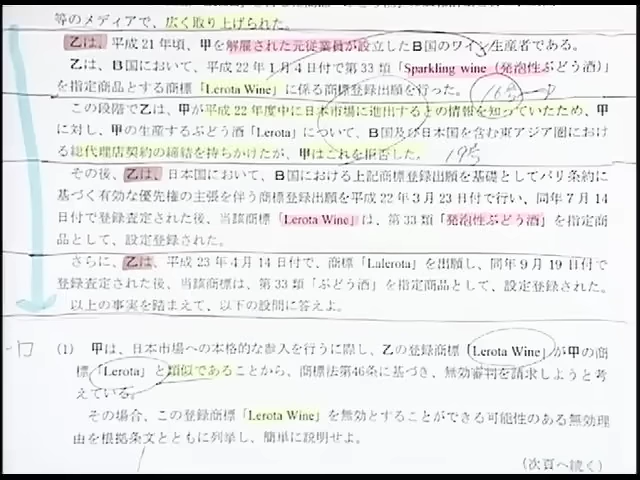 等のメディアで、広く取り上げられた。
乙は、平成21年頃、甲を解雇された元従業員が設立したB国のワイン生産者である。
乙は、B国において、平成22年1月4日付で第33類「Sparkling wine（発泡性ぶどう酒）」
を指定商品とする商標「Lerota Wine」に係る商標登録出願を行った。
この段階で乙は、甲が平成22年度中に日本市場に進出するとの情報を知っていたため、甲
に対し、甲の生産するぶどう酒「Lerota」について、B国及び日本国を含む東アジア圏におけ
る総代理店契約の締結を持ちかけたが、甲はこれを拒否した。 19号
その後、乙は、日本国において、B国における上記商標登録出願を基礎としてパリ条約に
基づく有効な優先権の主張を伴う商標登録出願を平成22年3月23日付で行い、同年7月14
日付で登録査定された後、当該商標「Lerota Wine」は、第33類「発泡性ぶどう酒」を指定商
品として、設定登録された。
さらに、乙は、平成23年4月14日付で、商標「Lalerota」を出願し、同年9月19日付で
登録査定された後、当該商標は、第33類「ぶどう酒」を指定商品として、設定登録された。
以上の事実を踏まえて、以下の設問に答えよ。
(1) 甲は、日本市場への本格的な参入を行うに際し、乙の登録商標「Lerota Wine」が甲の商
標「Lerota」と類似であることから、商標法第46条に基づき、無効審判を請求しようと考
えている。
その場合、この登録商標「Lerota Wine」を無効とすることができる可能性のある無効理
由を根拠条文とともに列挙し、簡単に説明せよ。
（次頁へ続く）